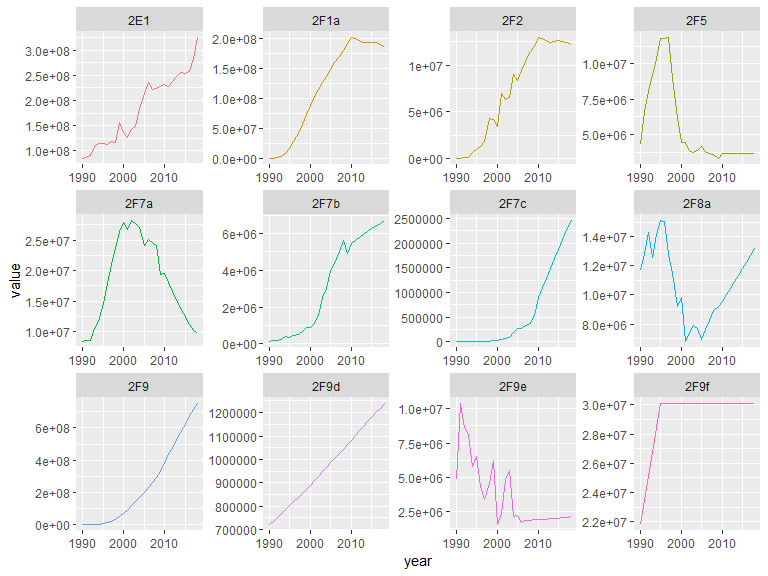 2E1 2F1a 2F2 2F5
3.0e+08
2.5e+08
2.0e+08
1.5e+08
1.0e+08
2.0e+08
1.5e+08
1.0e+08
5.0e+07
0.0e+00
1e+07
5e+06
0e+00
1.0e+07
7.5e+06
5.0e+06
1990 2000 2010 1990 2000 2010 1990 2000 2010 1990 2000 2010
2F7a 2F7b 2F7c 2F8a
value
2.5e+07
2.0e+07
1.5e+07
1.0e+07
6e+06
4e+06
2e+06
0e+00
2500000
2000000
1500000
1000000
500000
0
1.4e+07
1.2e+07
1.0e+07
8.0e+06
1990 2000 2010 1990 2000 2010 1990 2000 2010 1990 2000 2010
2F9 2F9d 2F9e 2F9f
6e+08
4e+08
2e+08
0e+00
1200000
1100000
1000000
900000
800000
700000
1.0e+07
7.5e+06
5.0e+06
2.5e+06
3.0e+07
2.8e+07
2.6e+07
2.4e+07
2.2e+07
1990 2000 2010 1990 2000 2010 1990 2000 2010 1990 2000 2010
year